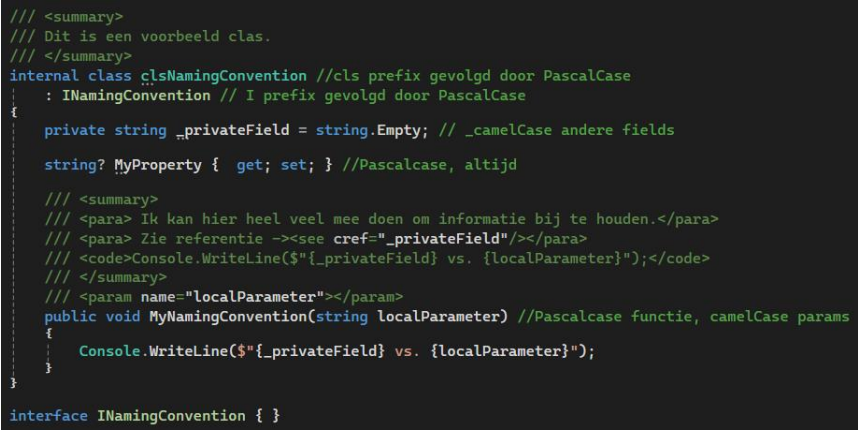 /// <summary>
/// Dit is een voorbeeld clas.
/// </summary>
internal class clsNamingConvention //cls prefix gevolgd door PascalCase
    : INamingConvention // I prefix gevolgd door PascalCase
{
    private string _privateField = string.Empty; // _camelCase andere fields

    string? MyProperty {  get; set; } //Pascalcase, altijd

    /// <summary>
    /// <para> Ik kan hier heel veel mee doen om informatie bij te houden.</para>
    /// <para> Zie referentie -><see cref="_privateField"/></para>
    /// <code>Console.WriteLine($"{_privateField} vs. {localParameter}");</code>
    /// </summary>
    /// <param name="localParameter"></param>
    public void MyNamingConvention(string localParameter) //Pascalcase functie, camelCase params
    {
        Console.WriteLine($"{_privateField} vs. {localParameter}");
    }
}

interface INamingConvention { }